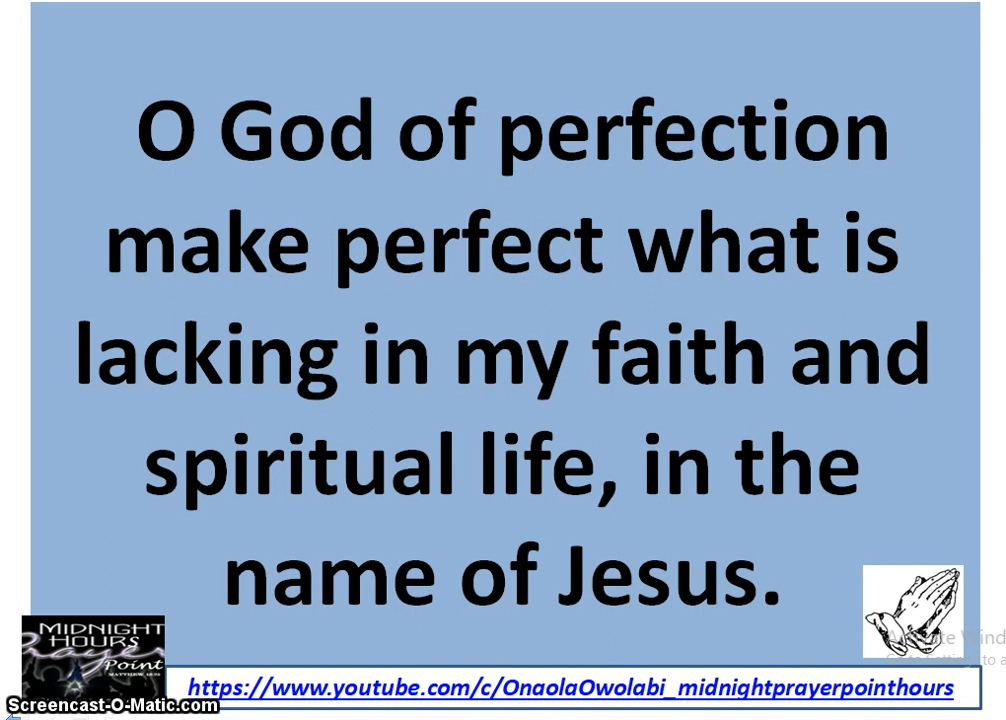 O God of perfection
make perfect what is
lacking in my faith and
spiritual life, in the
name of Jesus.
MIDNIGHT
HOURS
Prayer
Point
https://www.youtube.com/c/OnaolaOwolabi_midnightprayerpointhours
Screencast-O-Matic.com